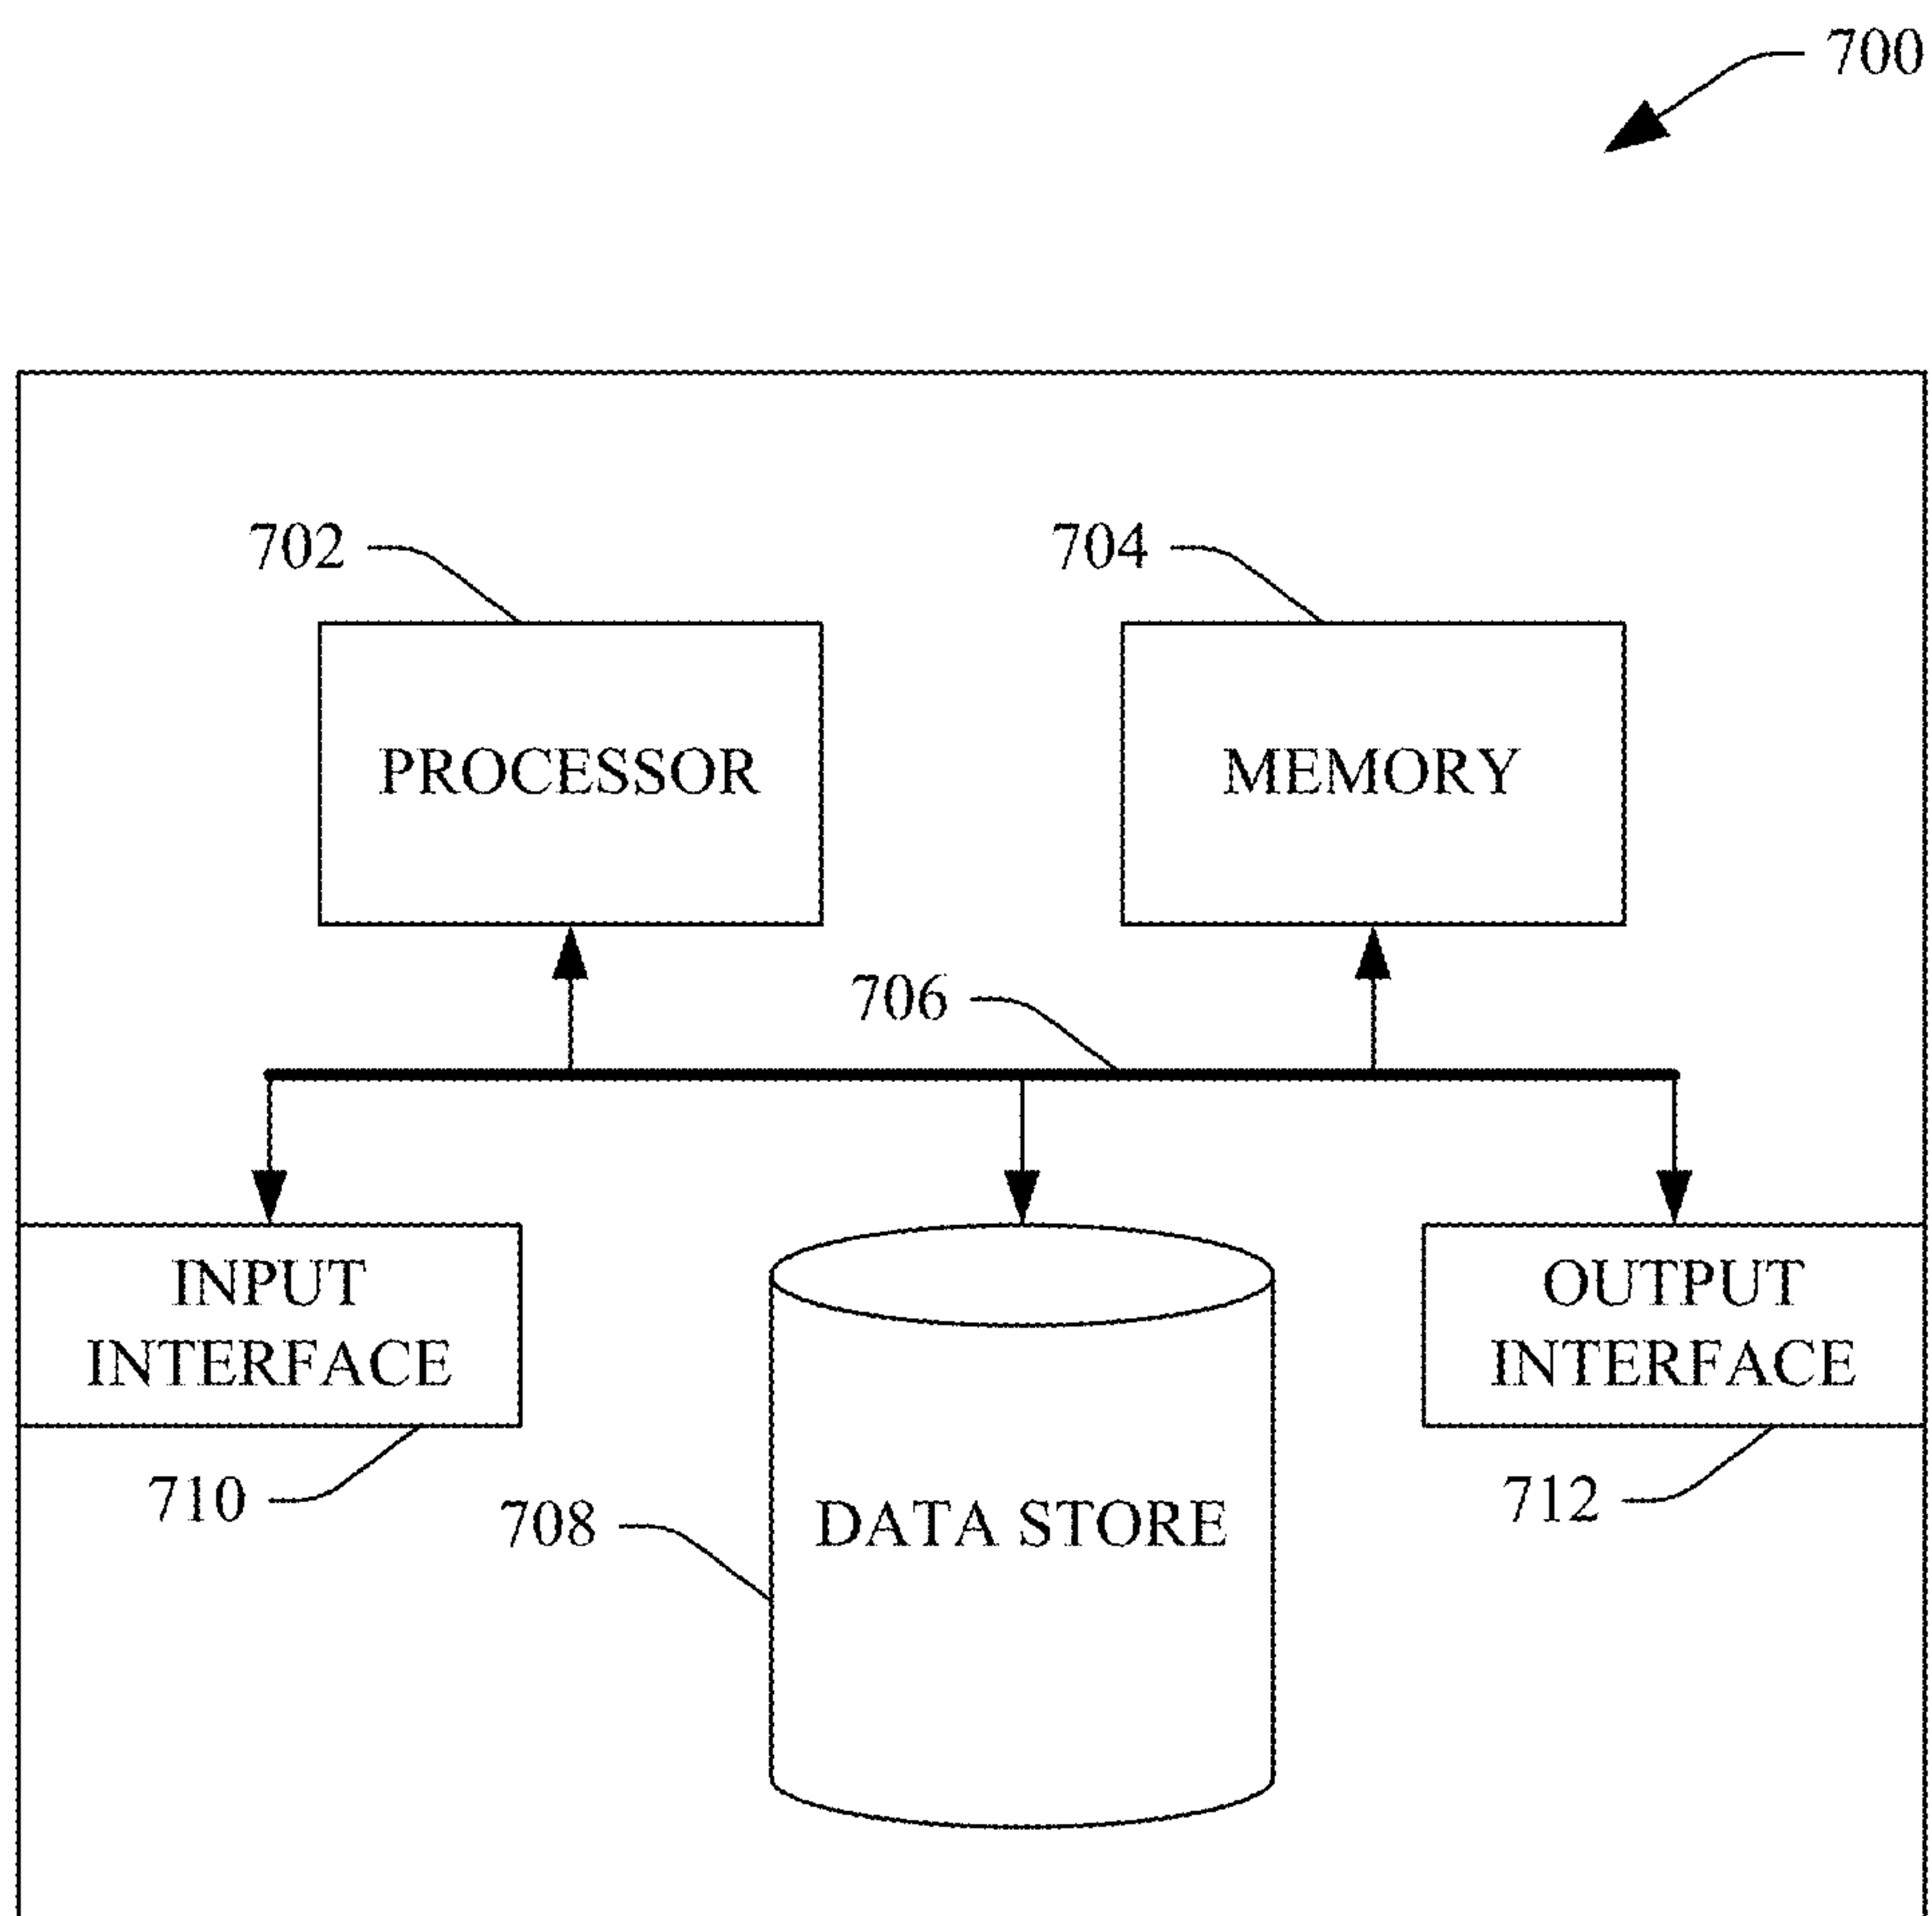 700
702
704
PROCESSOR
MEMORY
706
INPUT
INTERFACE
OUTPUT
INTERFACE
710
708
DATA STORE
712